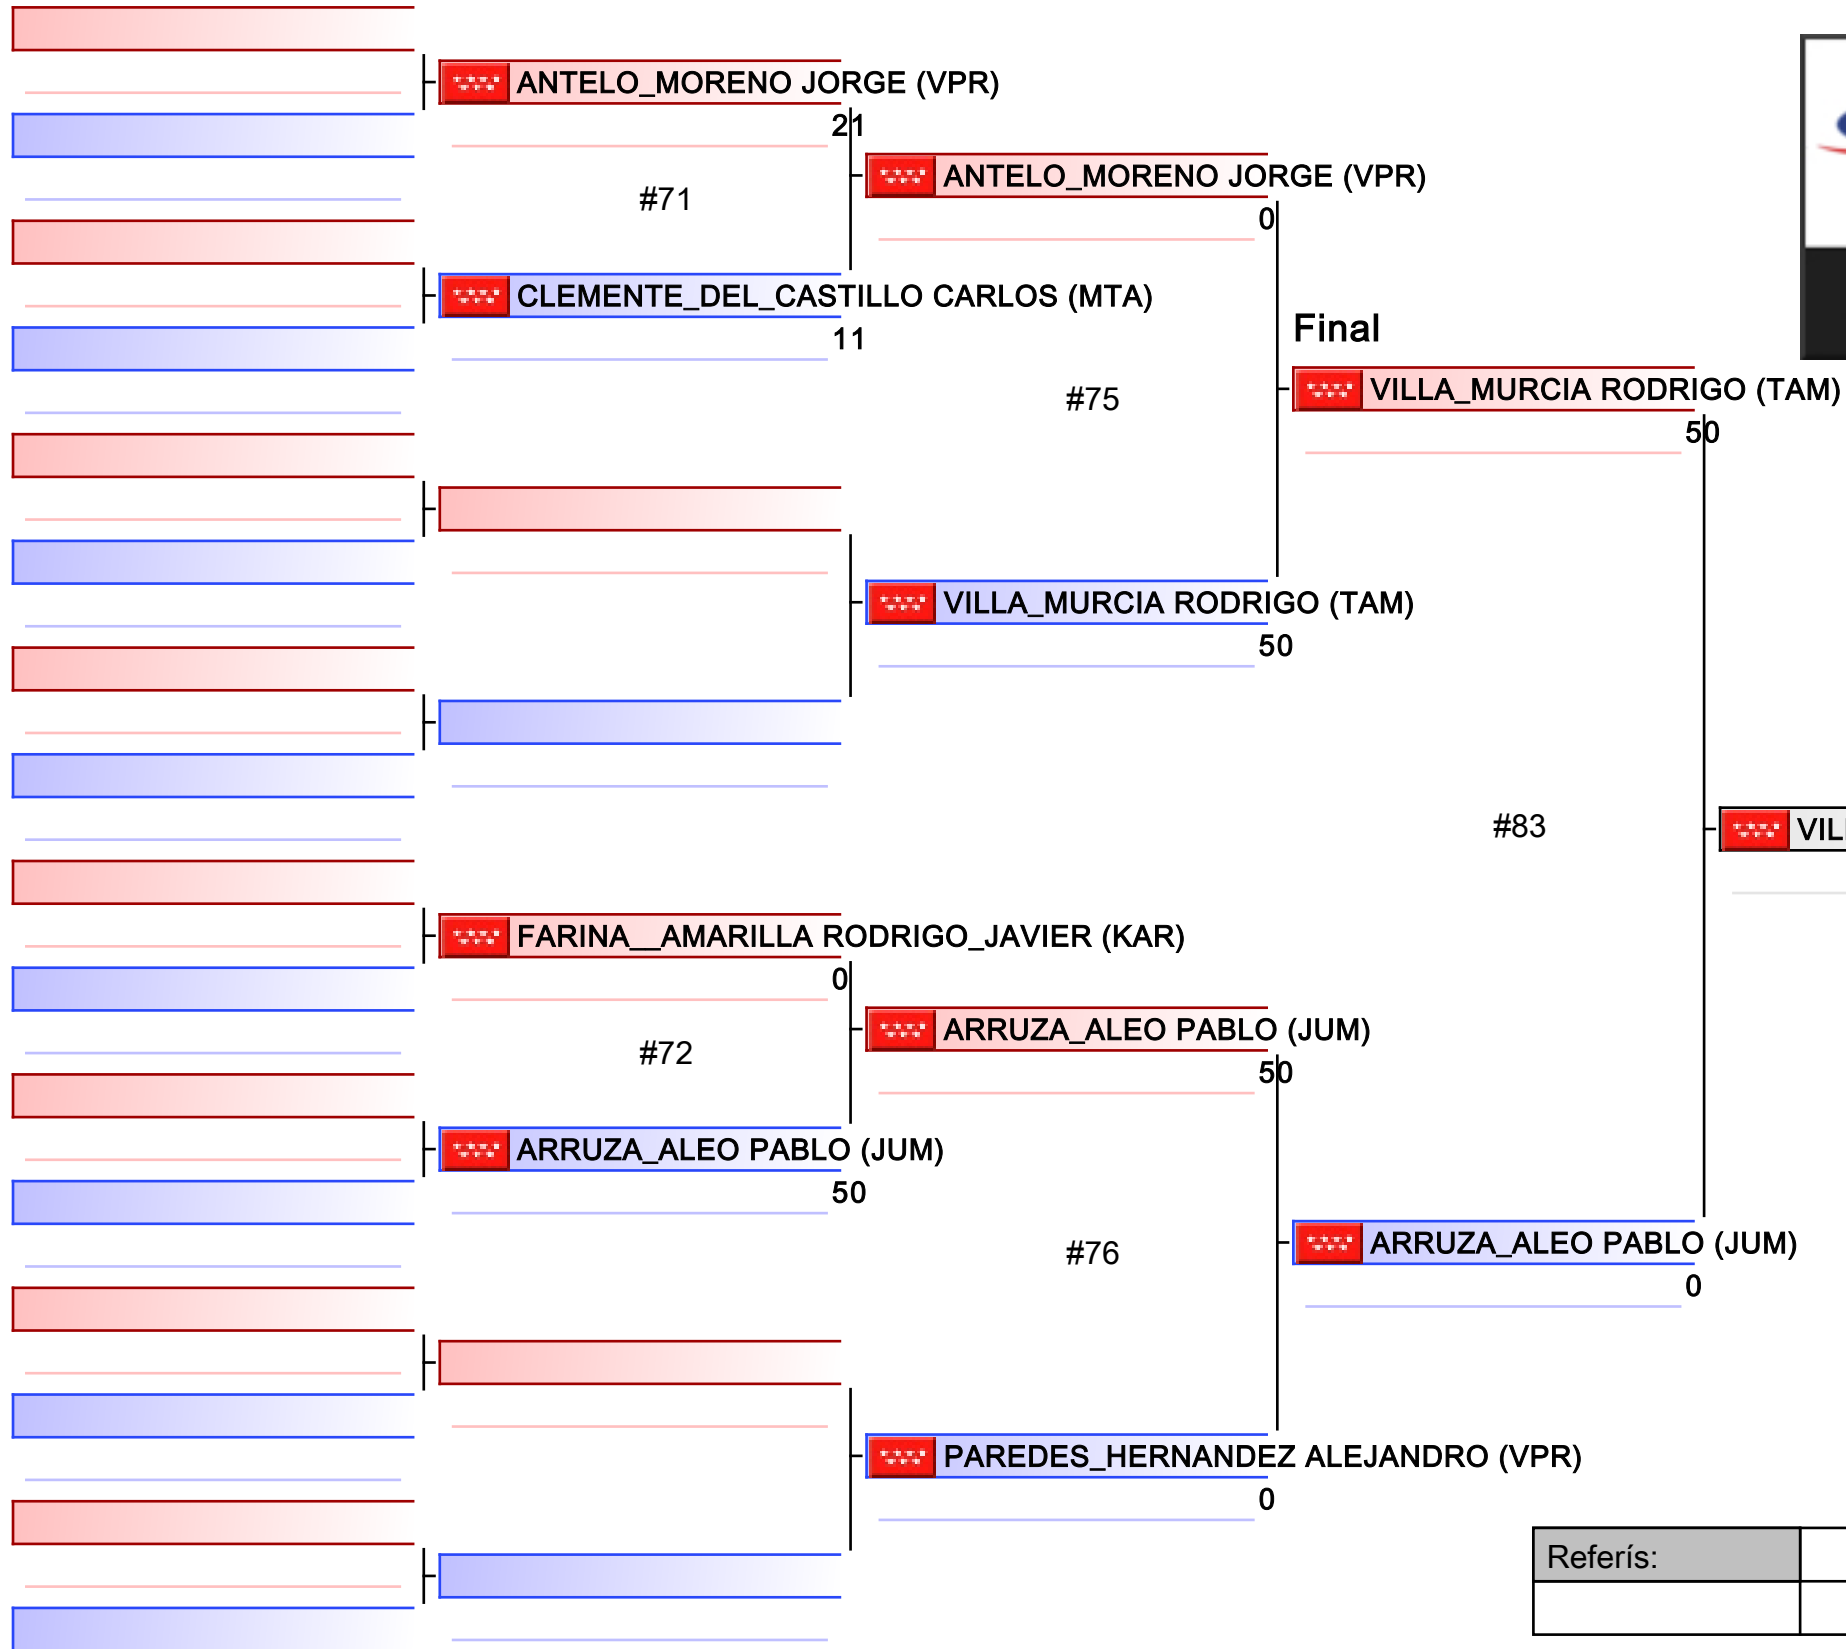 ANTELO_MORENO JORGE (VPR)
21
#71
CLEMENTE_DEL_CASTILLO CARLOS (MTA)
11
ANTELO_MORENO JORGE (VPR)
0
#75
VILLA_MURCIA RODRIGO (TAM)
50
FARINA__AMARILLA RODRIGO_JAVIER (KAR)
0
#72
ARRUZA_ALEO PABLO (JUM)
50
ARRUZA_ALEO PABLO (JUM)
50
#76
PAREDES_HERNANDEZ ALEJANDRO (VPR)
0
Final
VILLA_MURCIA RODRIGO (TAM)
50
#83
ARRUZA_ALEO PABLO (JUM)
0
Referís: